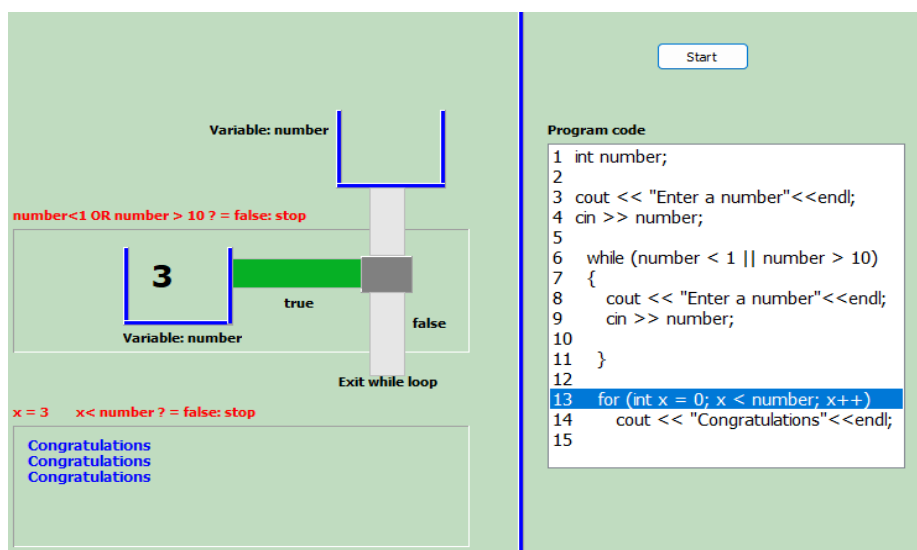 Variable: number
number<1 OR number > 10 ? = false: stop
3
true
false
Variable: number
Exit while loop
x = 3 x< number ? = false: stop
Congratulations
Congratulations
Congratulations
Start
Program code
1 int number;
2
3 cout << "Enter a number"<<endl;
4 cin >> number;
5
6 while (number < 1 || number > 10)
7 {
8 cout << "Enter a number"<<endl;
9 cin >> number;
10
11 }
12
13 for (int x = 0; x < number; x++)
14 cout << "Congratulations"<<endl;
15